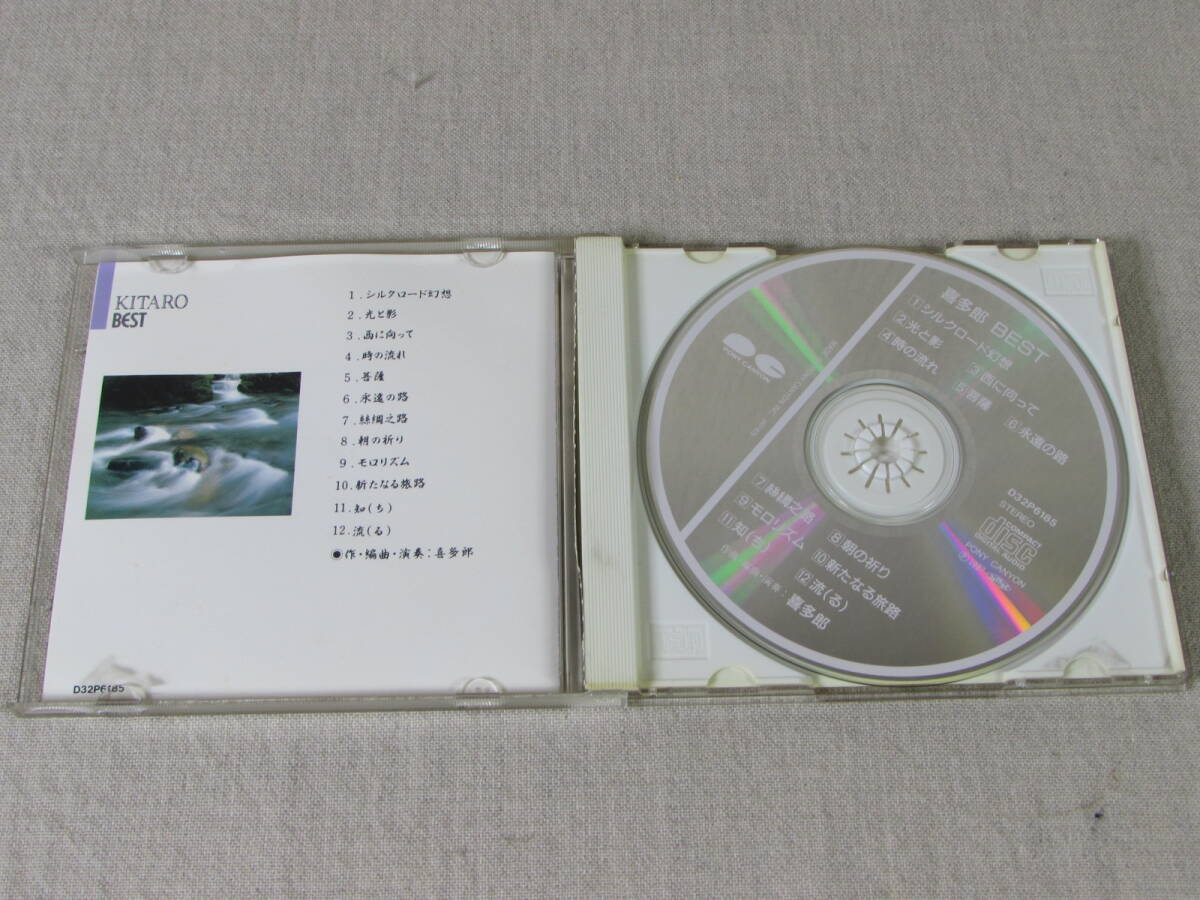 KITARO
BEST
1.シルクロード幻想
2.光と影
3.西に向って
4.時の流れ
5.菩薩
6.永遠の路
7.絲綢之路
8.朝の祈り
9.モロリズム
10.新たなる旅路
11.知(ち)
12.流(る)
●作・編曲・演奏:喜多郎
D32P6185
喜多郎 BEST
1シルクロード幻想
2光と影
3西に向って
4時の流れ
5菩薩
6永遠の路
PONY CANYON
D32P6185
STEREO
COMPACT
disc
DIGITAL AUDIO
PONY CANYON
7絲綢之路
8朝の祈り
9モロリズム
10新たなる旅路
11知(ち)
12流(る)
演奏:喜多郎